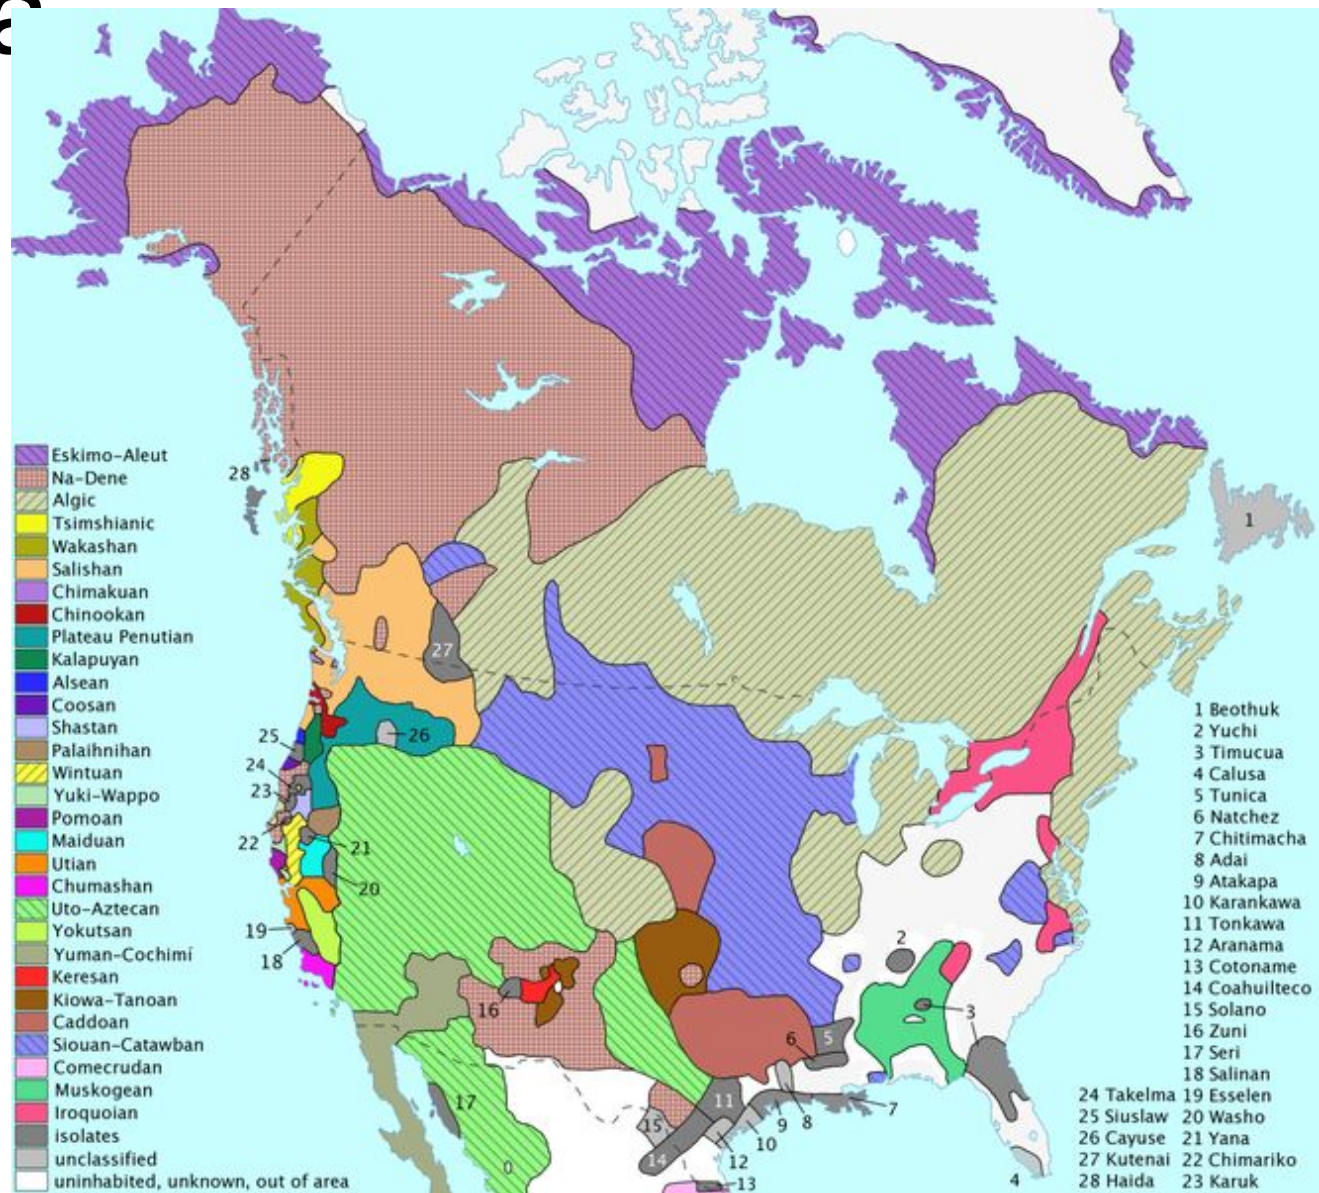 a
28
1
27
25
26
24
23
22
21
20
19
18
2
16
3
6
5
17
11
7
15
9
8
10
14
12
13
0
4
Eskimo-Aleut
Na-Dene
Algic
Tsimshianic
Wakashan
Salishan
Chimakuan
Chinookan
Plateau Penutian
Kalapuyan
Alsean
Coosan
Shastan
Palaihnihan
Wintuan
Yuki-Wappo
Pomoan
Maiduan
Utian
Chumashan
Uto-Aztecan
Yokutsan
Yuman-Cochimí
Keresan
Kiowa-Tanoan
Caddoan
Siouan-Catawban
Comecrudan
Muskogean
Iroquoian
isolates
unclassified
uninhabited, unknown, out of area
1 Beothuk
2 Yuchi
3 Timucua
4 Calusa
5 Tunica
6 Natchez
7 Chitimacha
8 Adai
9 Atakapa
10 Karankawa
11 Tonkawa
12 Aranama
13 Cotoname
14 Coahuilteco
15 Solano
16 Zuni
17 Seri
18 Salinan
19 Esselen
20 Washo
21 Yana
22 Chimariko
23 Karuk
24 Takelma
25 Siuslaw
26 Cayuse
27 Kutenai
28 Haida